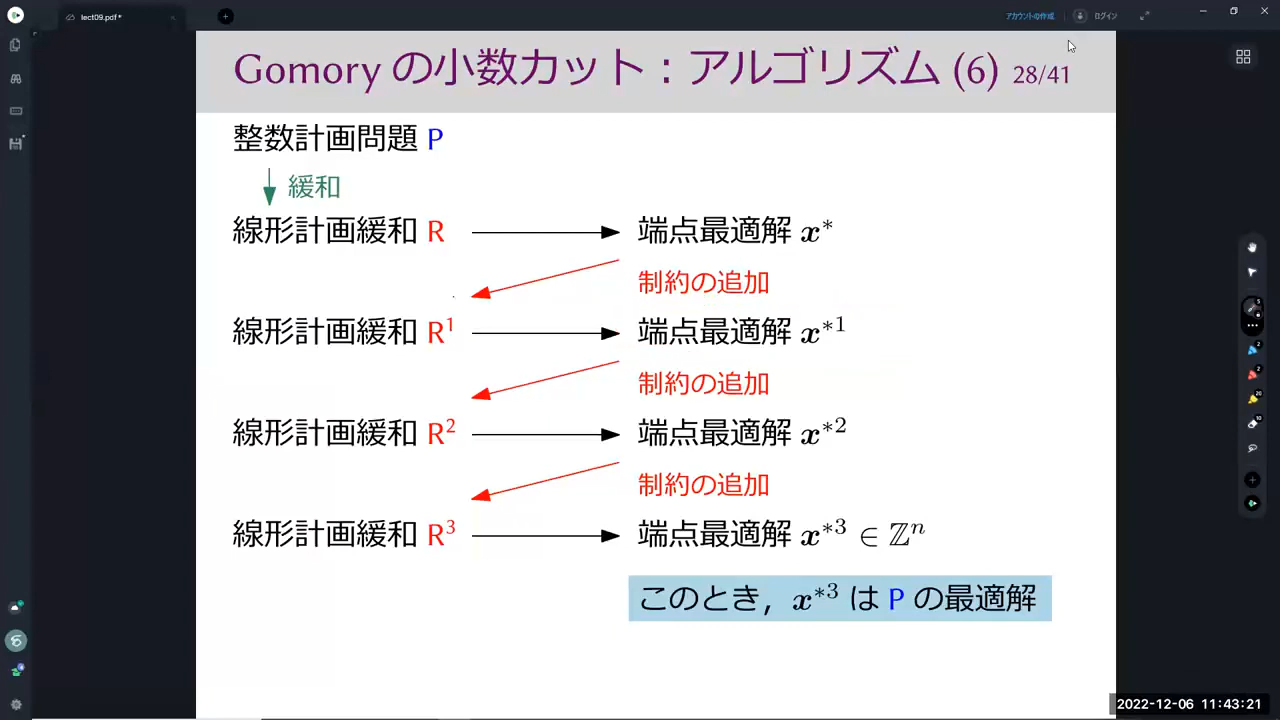 lect09.pdf*
アカウントの作成 ログイン
Gomory の小数カット：アルゴリズム (6) 28/41
整数計画問題 P
緩和
線形計画緩和 R 端点最適解 x*
制約の追加
線形計画緩和 R¹ 端点最適解 x*¹
制約の追加
線形計画緩和 R² 端点最適解 x*²
制約の追加
線形計画緩和 R³ 端点最適解 x*³ ∈ ℤⁿ
このとき，x*³ は P の最適解
2022-12-06 11:43:21